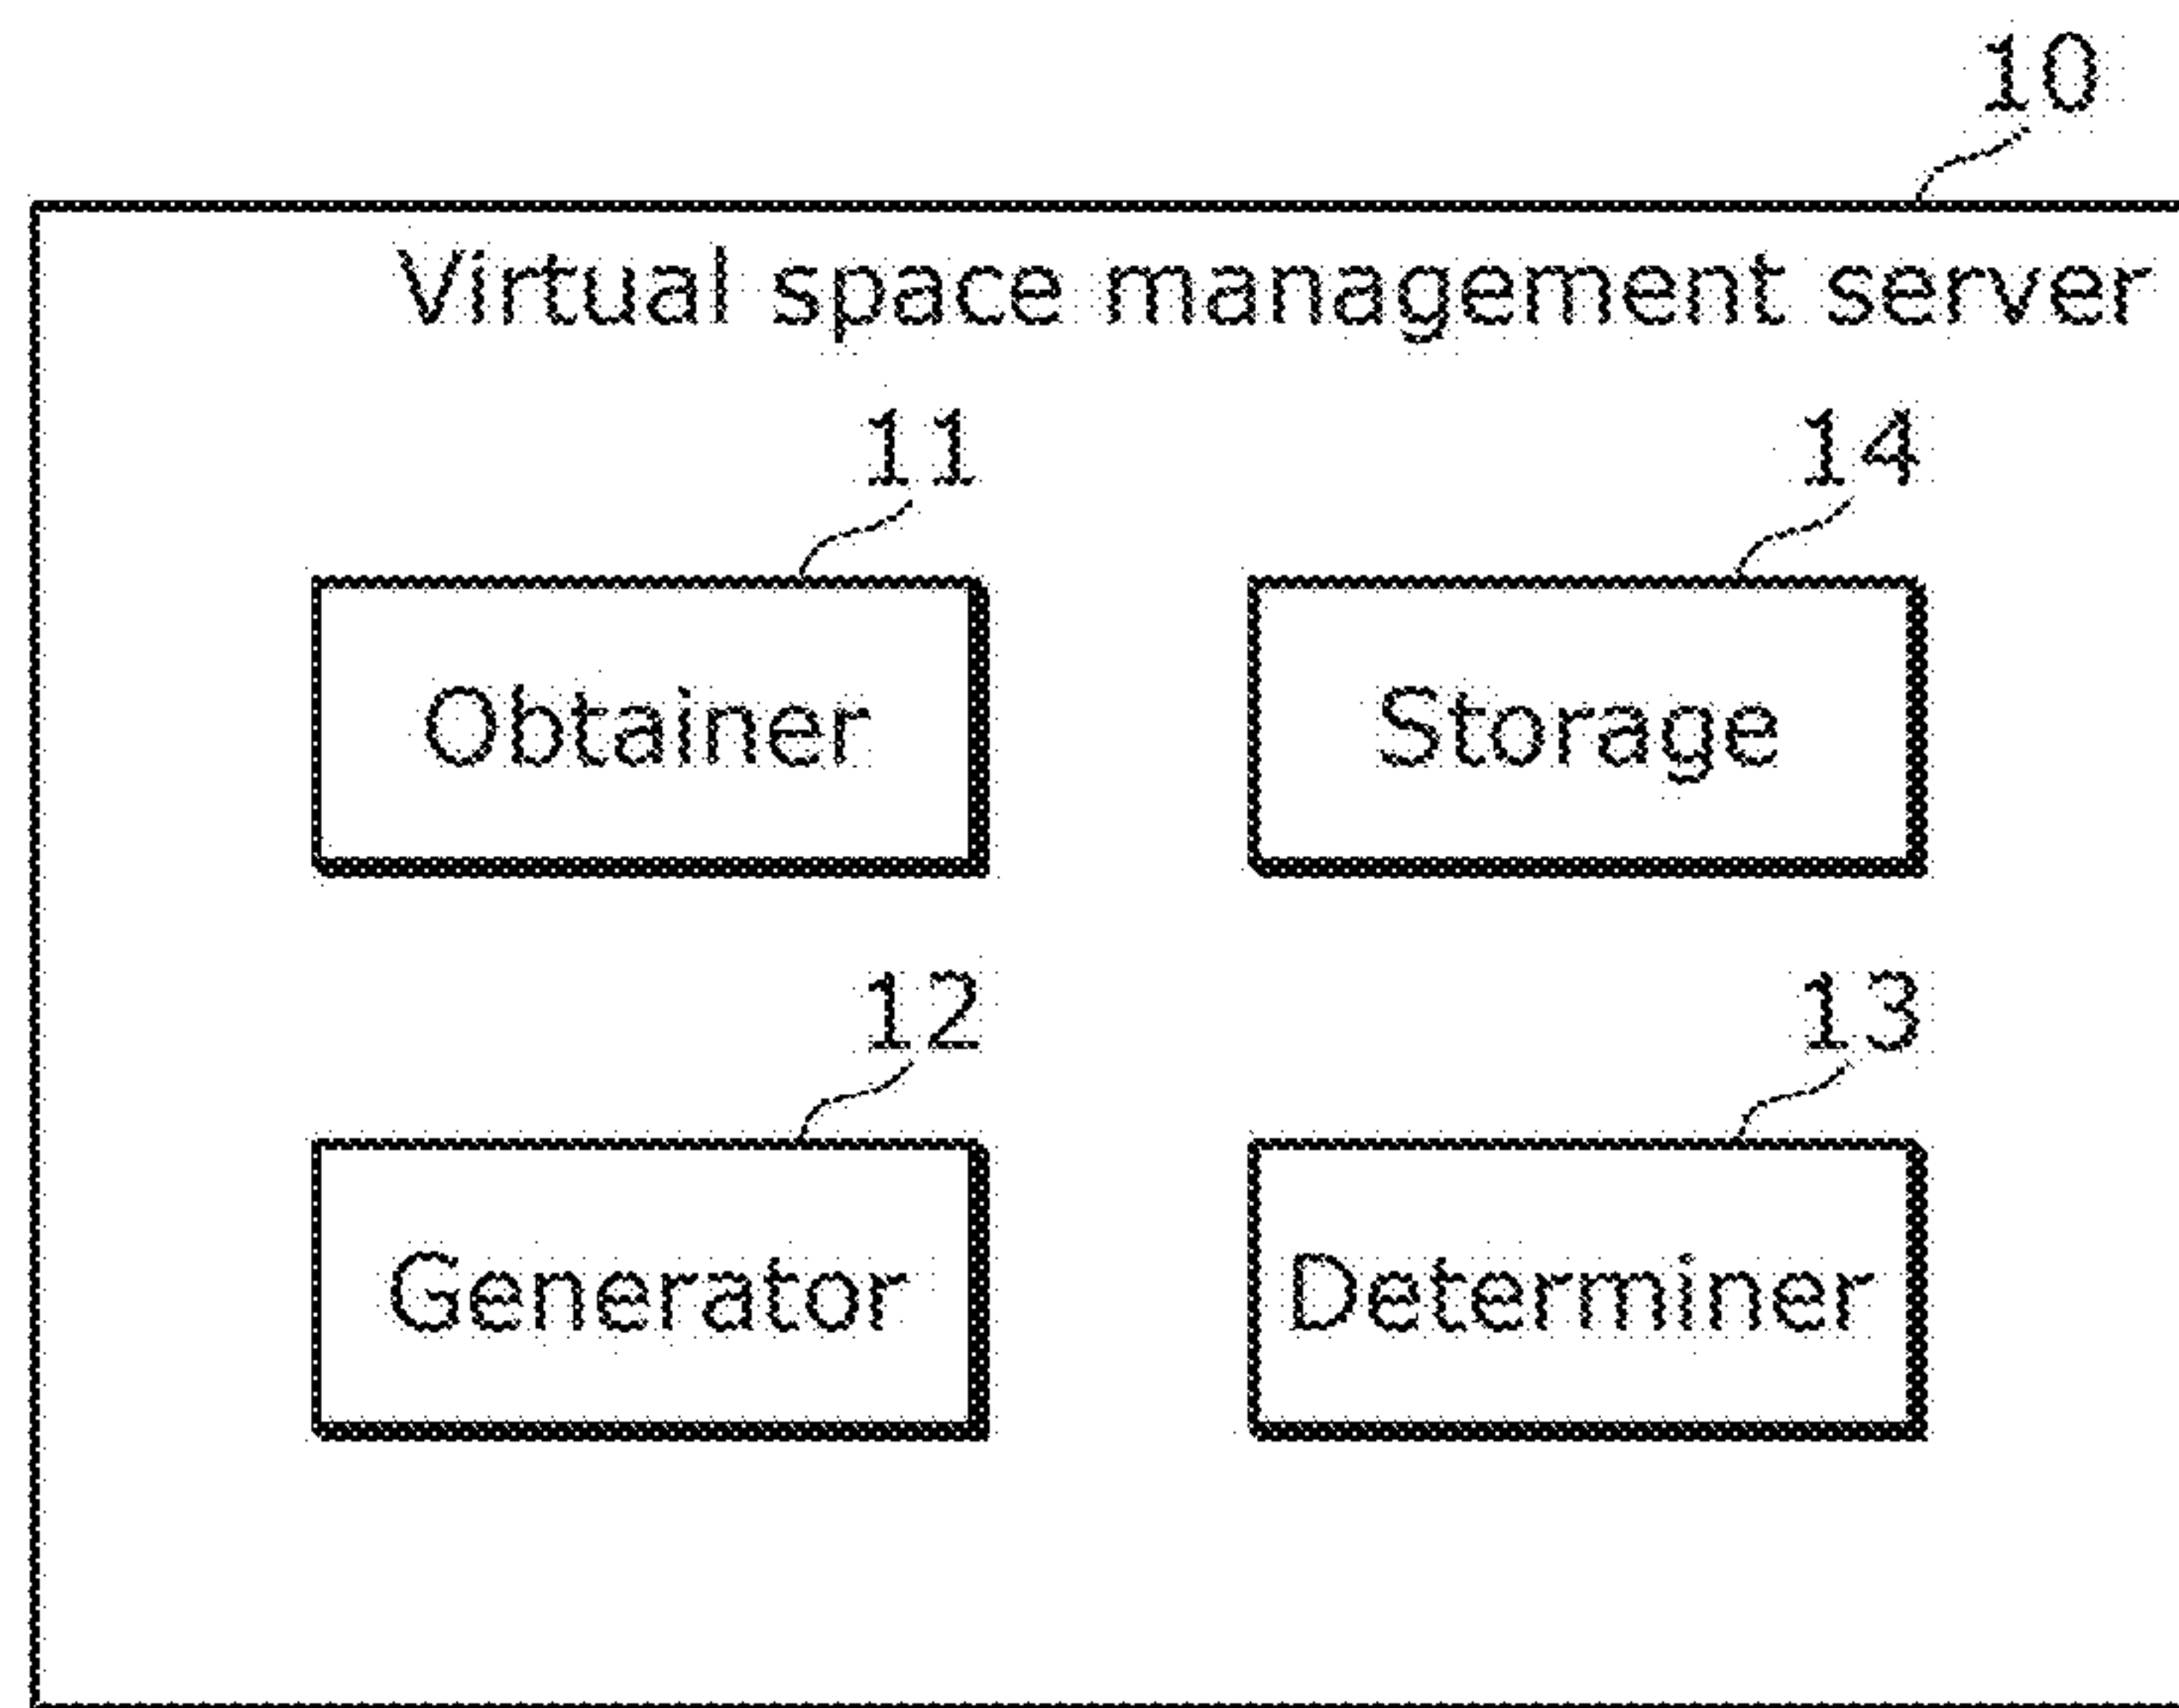 10
Virtual space management server
11 14
Obtainer Storage
12 13
Generator Determiner